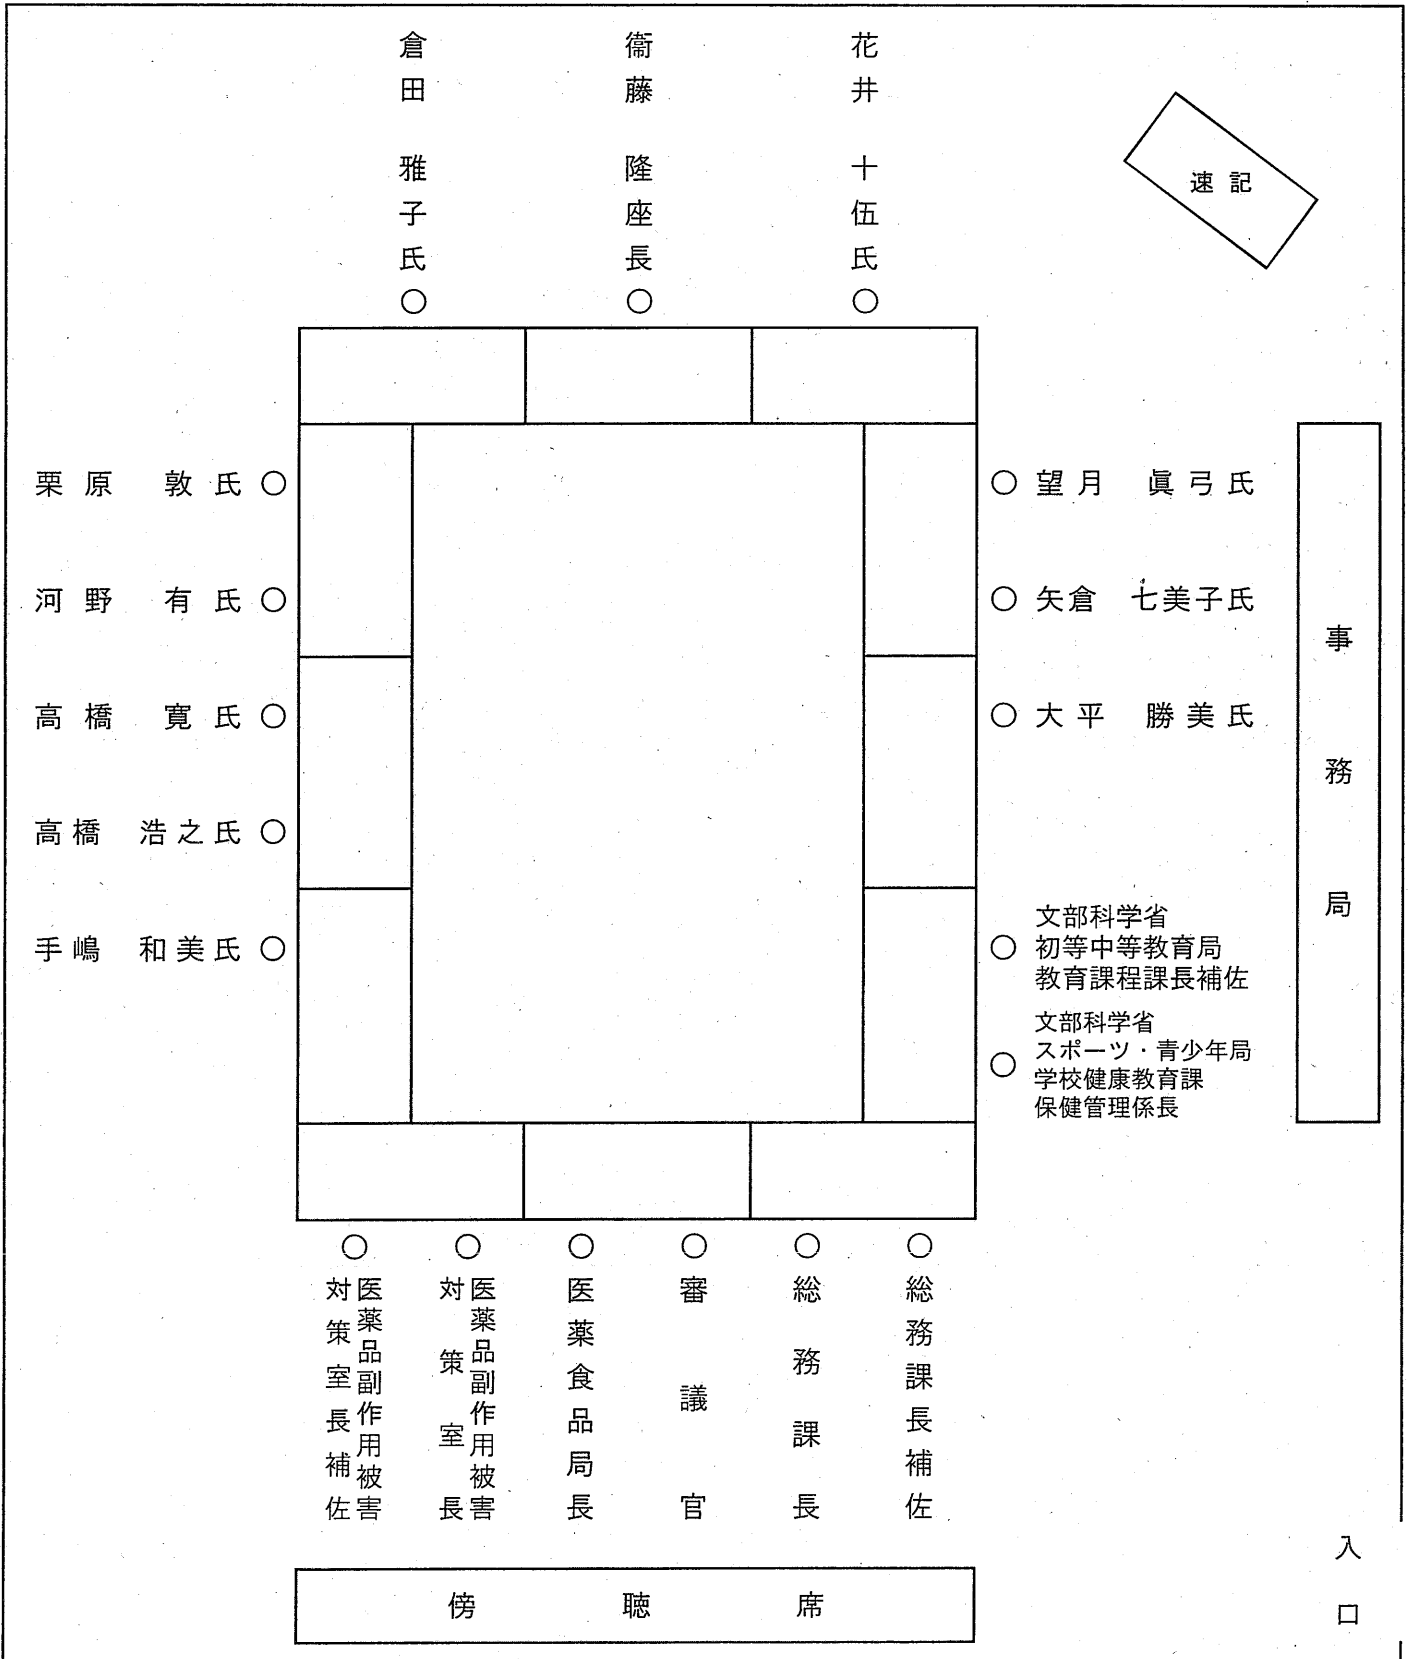 倉田 雅子氏
衞藤 隆座長
花井 十伍氏
速記
栗原 敦氏
河野 有氏
高橋 寛氏
高橋 浩之氏
手嶋 和美氏
望月 眞弓氏
矢倉 七美子氏
大平 勝美氏
文部科学省
初等中等教育局
教育課程課長補佐
文部科学省
スポーツ・青少年局
学校健康教育課
保健管理係長
事務局
医薬品副作用被害
対策室長補佐
医薬品副作用被害
対策室長
医薬食品局長
審議官
総務課長
総務課長補佐
傍聴席
入口